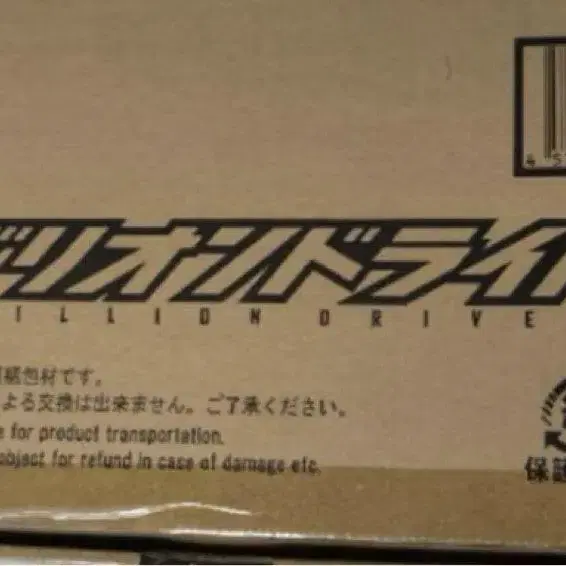 45
ビリオンドライ
ILLION DRIVE
梱包材です。
よる交換は出来ません。ご了承ください。
for product transportation.
object for refund in case of damage etc.
保